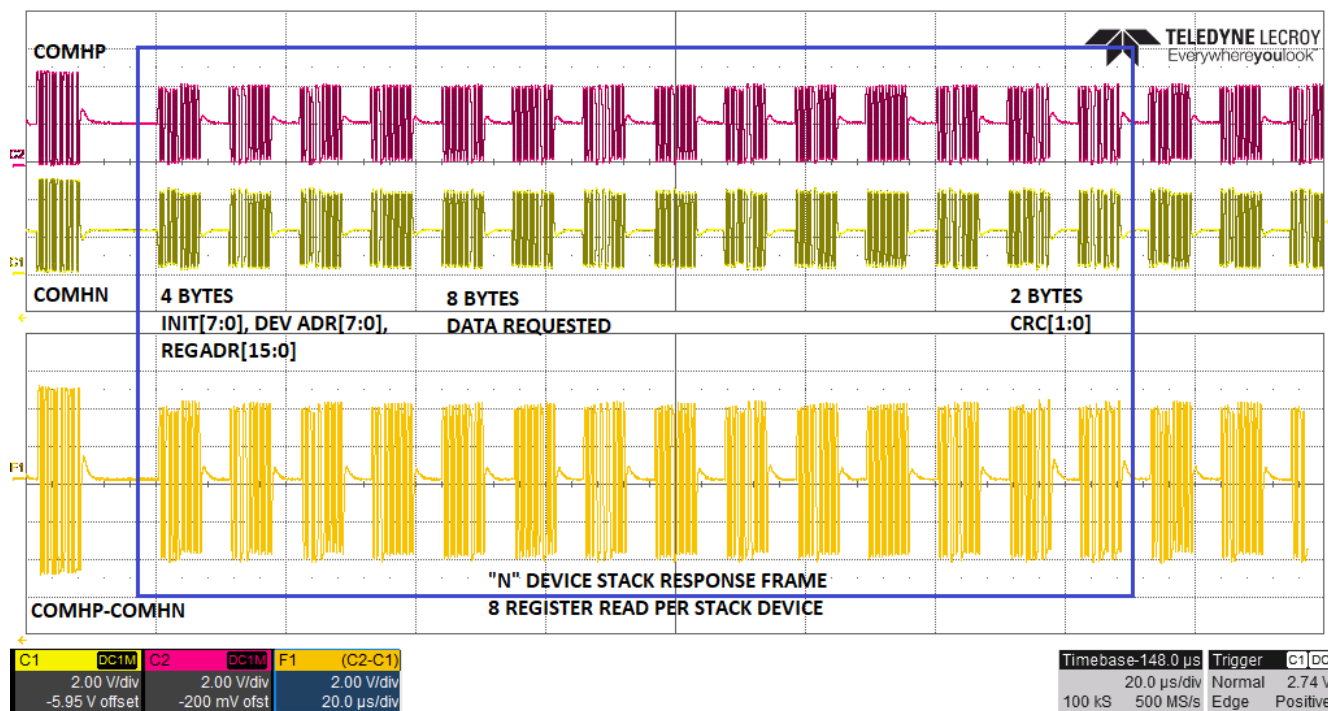 COMHP
TELEDYNE LECROY
Everywhereyoulook
C2
C1
COMHN
4 BYTES
INIT[7:0], DEV ADR[7:0],
REGADR[15:0]
8 BYTES
DATA REQUESTED
2 BYTES
CRC[1:0]
F1
"N" DEVICE STACK RESPONSE FRAME
8 REGISTER READ PER STACK DEVICE
COMHP-COMHN
C1 DC1M
2.00 V/div
-5.95 V offset
C2 DC1M
2.00 V/div
-200 mV ofst
F1 (C2-C1)
2.00 V/div
20.0 µs/div
Timebase -148.0 µs
20.0 µs/div
100 kS 500 MS/s
Trigger C1 DC
Normal 2.74 V
Edge Positive